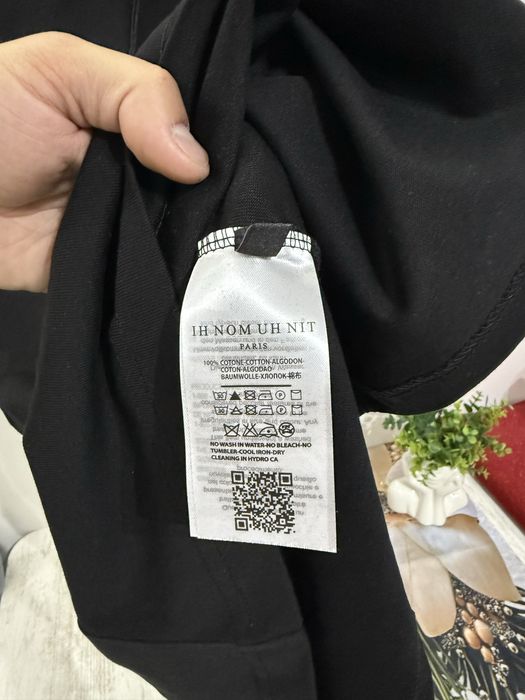 IH NOM UH NIT
PARIS
100% COTONE-COTTON-ALGODON
COTON-ALGODAO
BAUMWOLLE-ХЛОПОК-棉布
NO WASH IN WATER-NO BLEACH-NO
TUMBLER-COOL IRON-DRY
CLEANING IN HYDRO CA